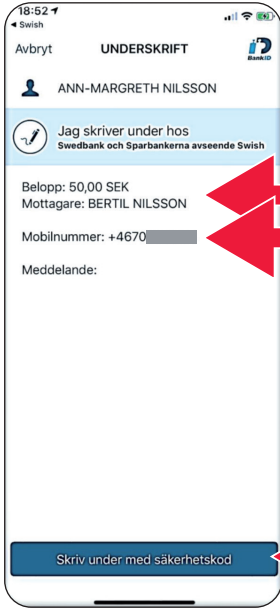 18:52
Swish
Avbryt
UNDERSKRIFT
BankID
ANN-MARGRETH NILSSON
Jag skriver under hos
Swedbank och Sparbankerna avseende Swish
Belopp: 50,00 SEK
Mottagare: BERTIL NILSSON
Mobilnummer: +4670
Meddelande:
Skriv under med säkerhetskod